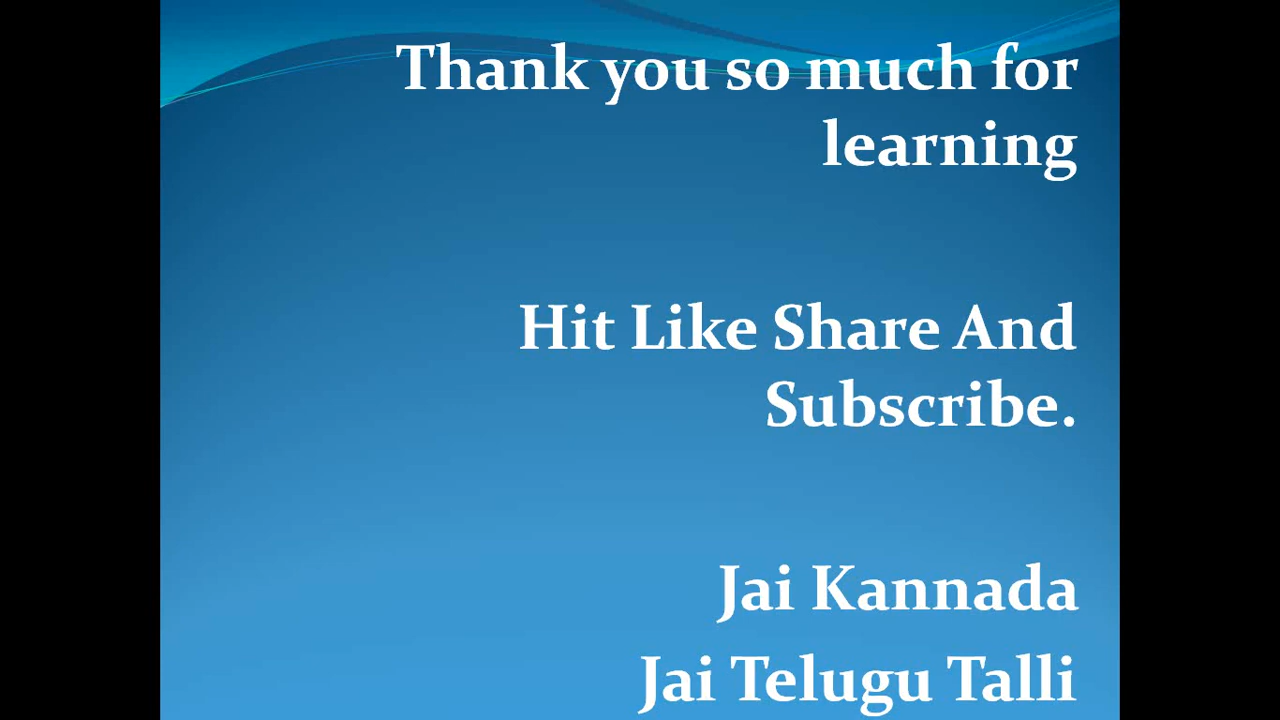 Thank you so much for
learning
Hit Like Share And
Subscribe.
Jai Kannada
Jai Telugu Talli